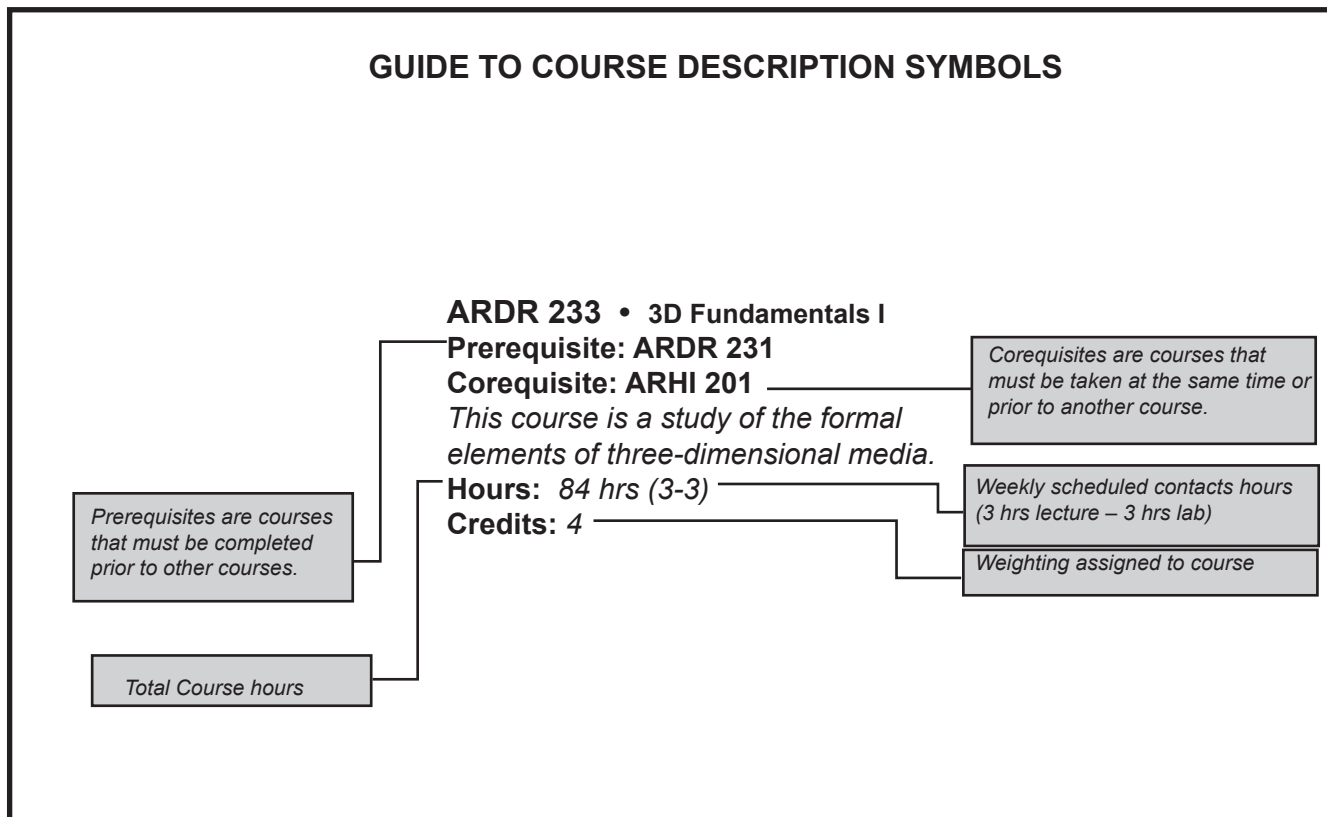 GUIDE TO COURSE DESCRIPTION SYMBOLS
ARDR 233 • 3D Fundamentals I
Prerequisite: ARDR 231
Corequisite: ARHI 201
This course is a study of the formal
elements of three-dimensional media.
Hours: 84 hrs (3-3)
Credits: 4
Corequisites are courses that
must be taken at the same time or
prior to another course.
Weekly scheduled contacts hours
(3 hrs lecture – 3 hrs lab)
Weighting assigned to course
Prerequisites are courses
that must be completed
prior to other courses.
Total Course hours